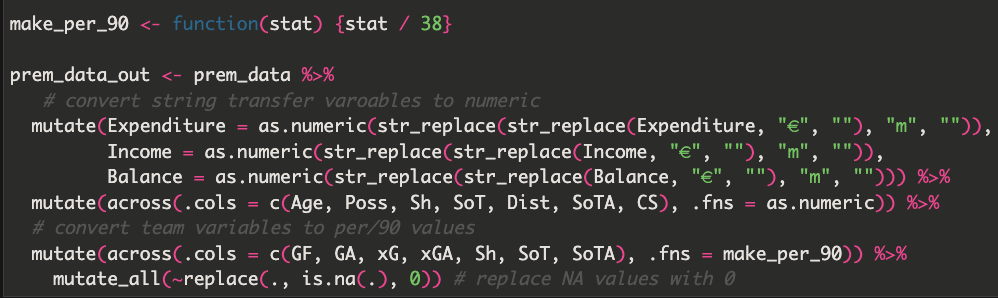 make_per_90 <- function(stat) {stat / 38}
prem_data_out <- prem_data %>%
# convert string transfer varoables to numeric
mutate(Expenditure = as.numeric(str_replace(str_replace(Expenditure, "€", ""), "m", "")),
Income = as.numeric(str_replace(str_replace(Income, "€", ""), "m", "")),
Balance = as.numeric(str_replace(str_replace(Balance, "€", ""), "m", ""))) %>%
mutate(across(.cols = c(Age, Poss, Sh, SoT, Dist, SoTA, CS), .fns = as.numeric)) %>%
# convert team variables to per/90 values
mutate(across(.cols = c(GF, GA, xG, xGA, Sh, SoT, SoTA), .fns = make_per_90)) %>%
mutate_all(~replace(., is.na(.), 0)) # replace NA values with 0